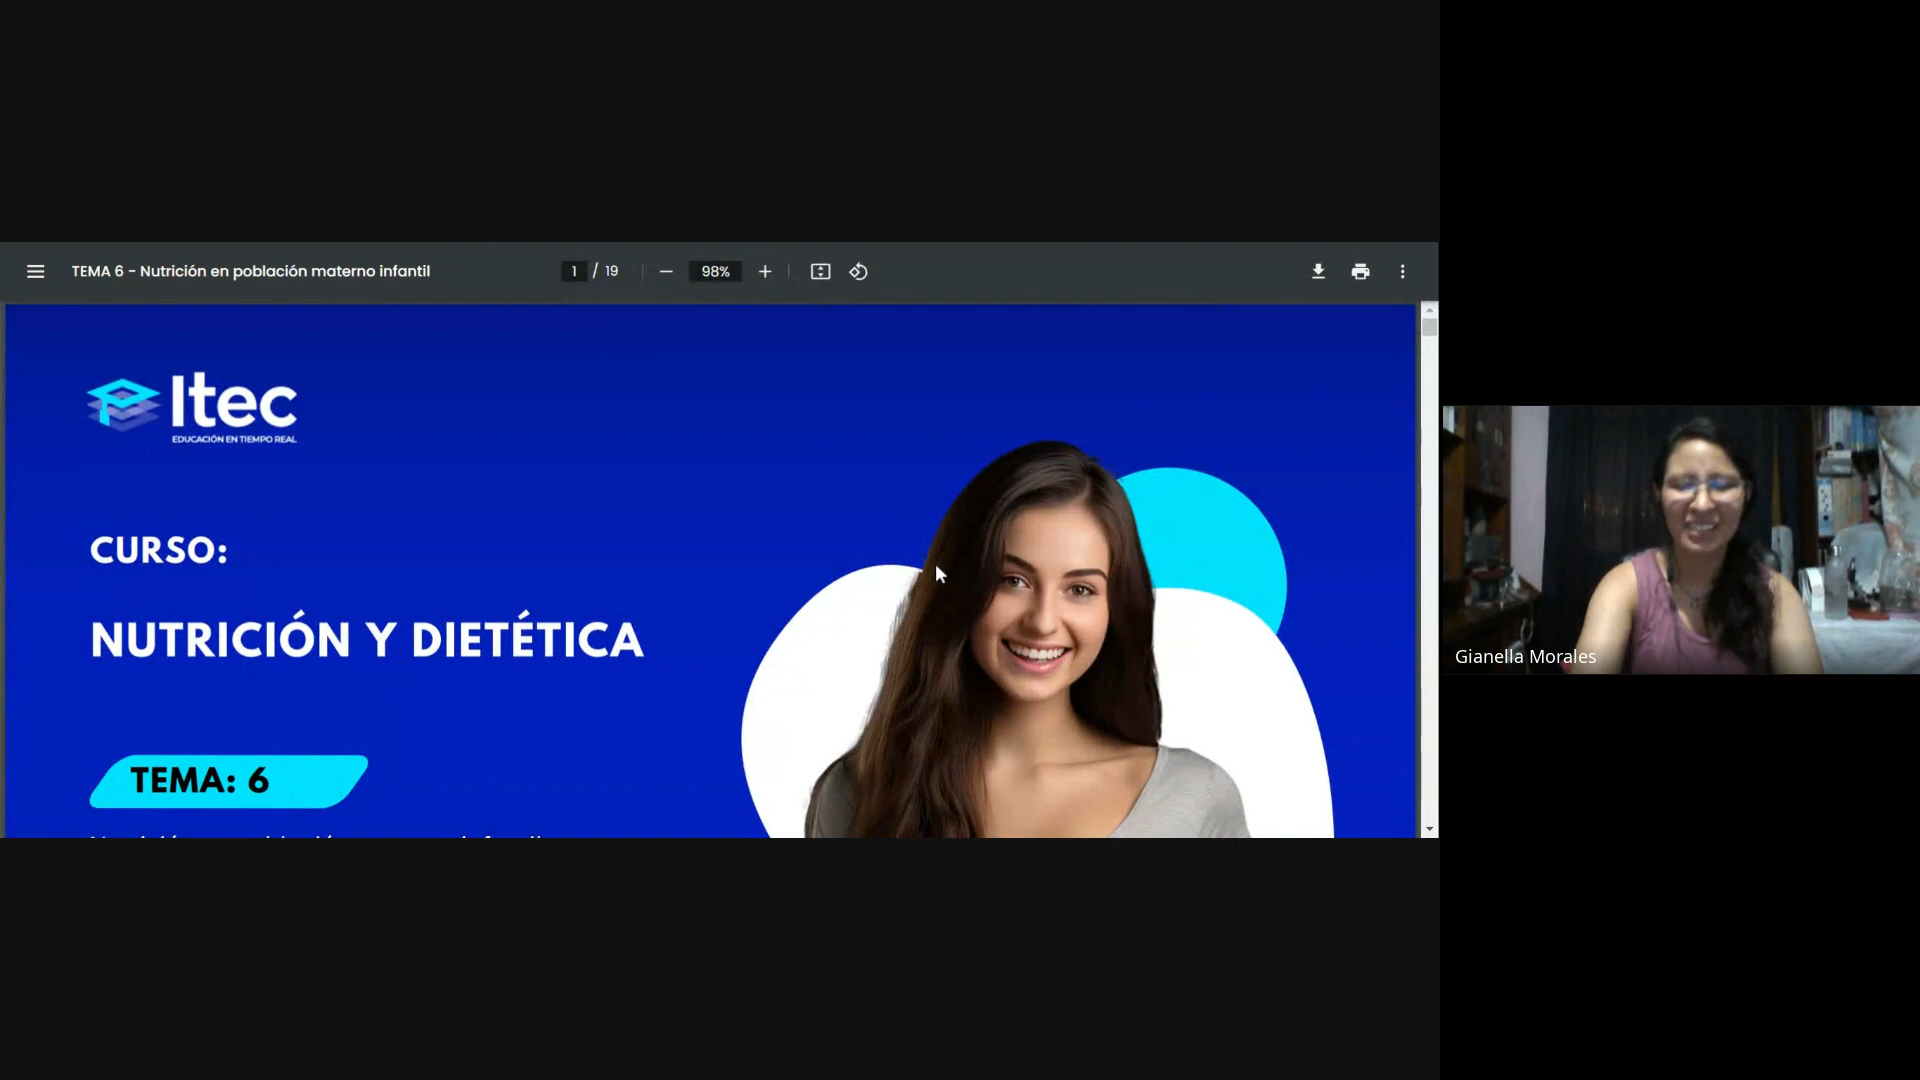 TEMA 6 - Nutrición en población materno infantil
1 / 19
98%
Itec
EDUCACIÓN EN TIEMPO REAL
CURSO:
NUTRICIÓN Y DIETÉTICA
TEMA: 6
Gianella Morales